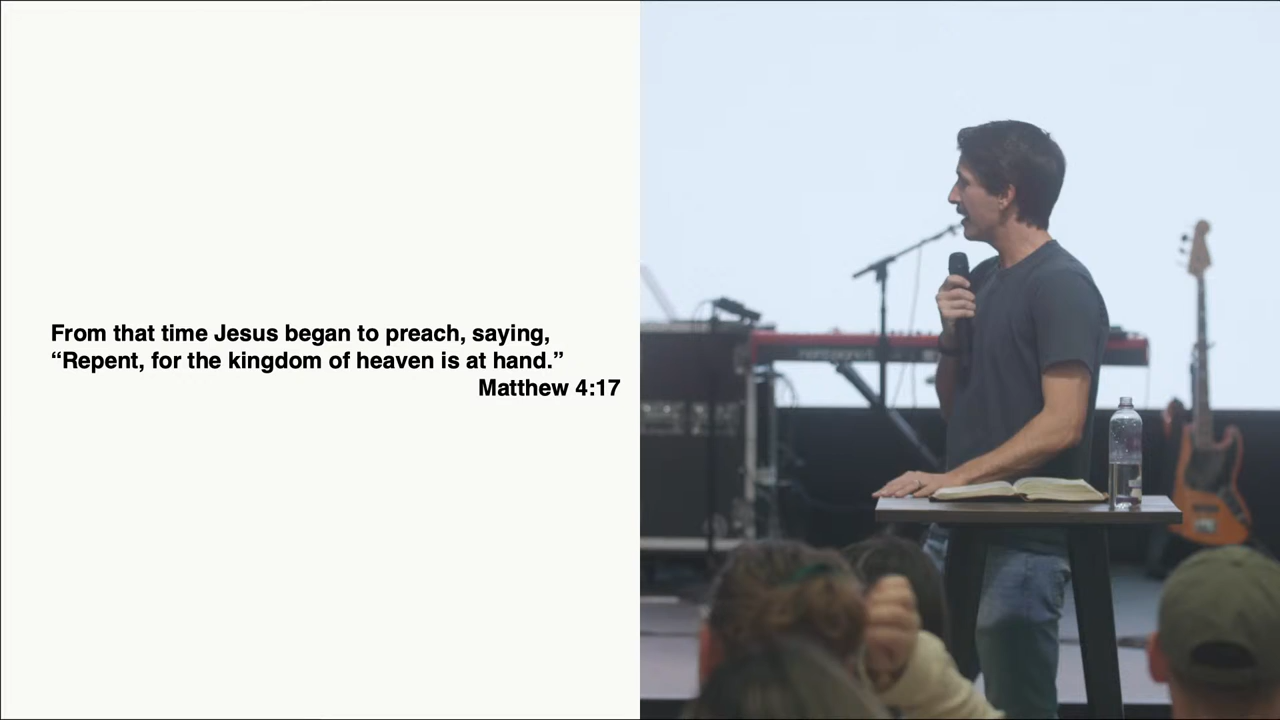 From that time Jesus began to preach, saying,
“Repent, for the kingdom of heaven is at hand.”
Matthew 4:17